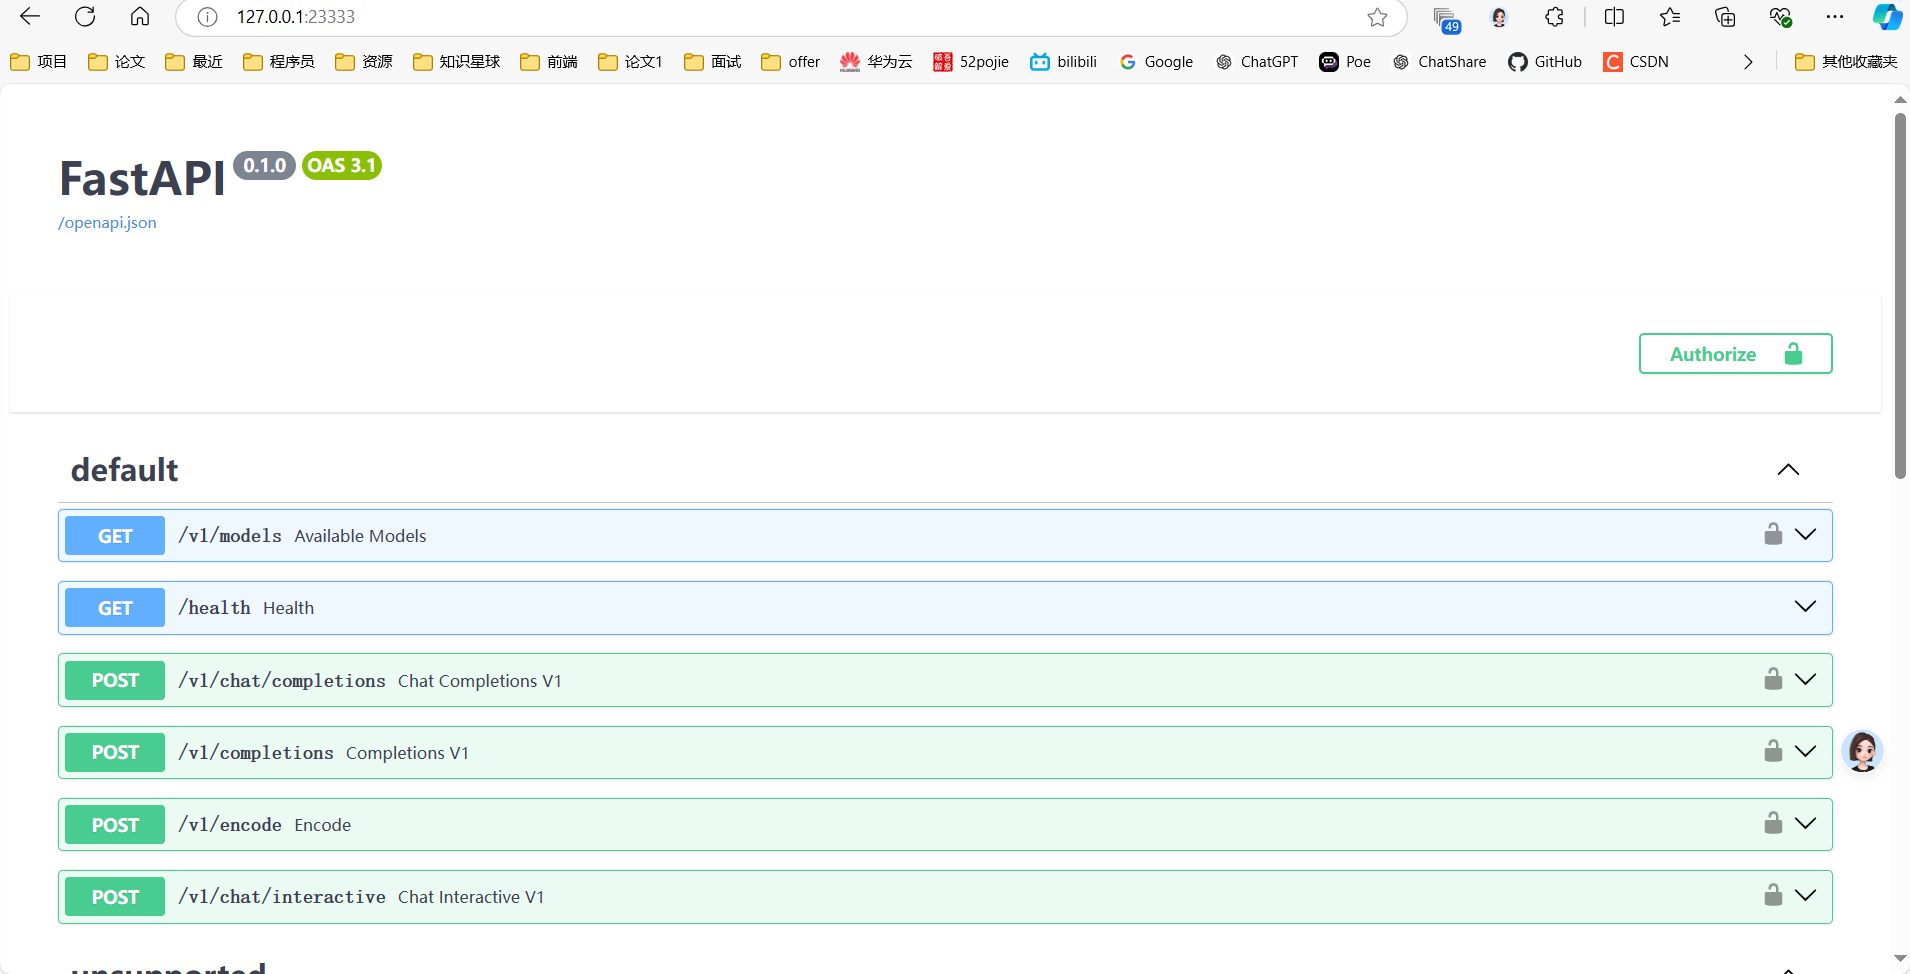 127.0.0.1:23333
49
项目 论文 最近 程序员 资源 知识星球 前端 论文1 面试 offer 华为云 52pojie bilibili Google ChatGPT Poe ChatShare GitHub CSDN 其他收藏夹
FastAPI 0.1.0 OAS 3.1
/openapi.json
Authorize
default
GET /v1/models Available Models
GET /health Health
POST /v1/chat/completions Chat Completions V1
POST /v1/completions Completions V1
POST /v1/encode Encode
POST /v1/chat/interactive Chat Interactive V1
unsupported